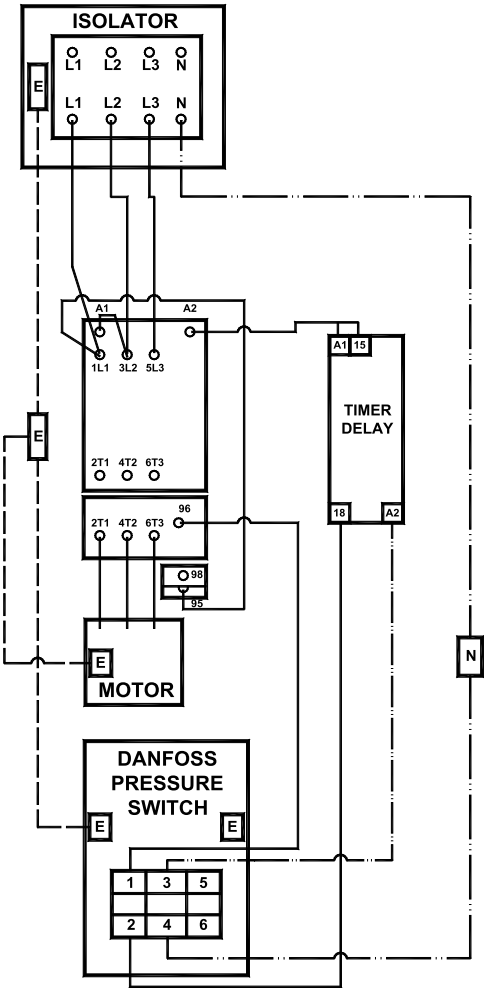 ISOLATOR
L1 L2 L3 N
E
L1 L2 L3 N
A1 A2
1L1 3L2 5L3
A1 15
TIMER
DELAY
E
2T1 4T2 6T3
18 A2
96
2T1 4T2 6T3
98
95
E
MOTOR
N
DANFOSS
PRESSURE
SWITCH
E E
1 3 5
2 4 6